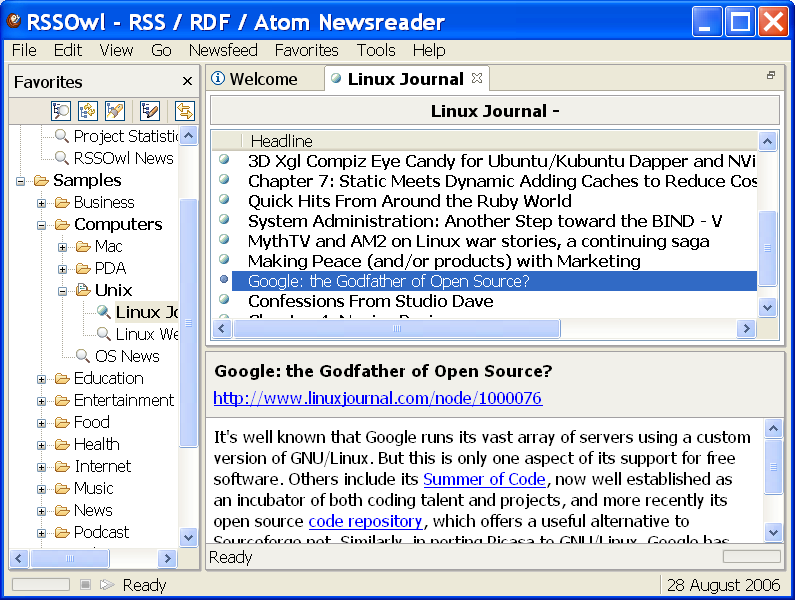 RSSOwl - RSS / RDF / Atom Newsreader
File Edit View Go Newsfeed Favorites Tools Help
Favorites
Project Statistic
RSSOwl News
Samples
Business
Computers
Mac
PDA
Unix
Linux Jo
Linux We
OS News
Education
Entertainment
Food
Health
Internet
Music
News
Podcast
Welcome Linux Journal
Linux Journal -
Headline
3D Xgl Compiz Eye Candy for Ubuntu/Kubuntu Dapper and NVi
Chapter 7: Static Meets Dynamic Adding Caches to Reduce Cos
Quick Hits From Around the Ruby World
System Administration: Another Step toward the BIND - V
MythTV and AM2 on Linux war stories, a continuing saga
Making Peace (and/or products) with Marketing
Google: the Godfather of Open Source?
Confessions From Studio Dave
Google: the Godfather of Open Source?
http://www.linuxjournal.com/node/1000076
It's well known that Google runs its vast array of servers using a custom
version of GNU/Linux. But this is only one aspect of its support for free
software. Others include its Summer of Code, now well established as
an incubator of both coding talent and projects, and more recently its
open source code repository, which offers a useful alternative to
Sourceforge.net. Similarly, in porting Picasa to GNU/Linux, Google has
Ready
Ready
28 August 2006